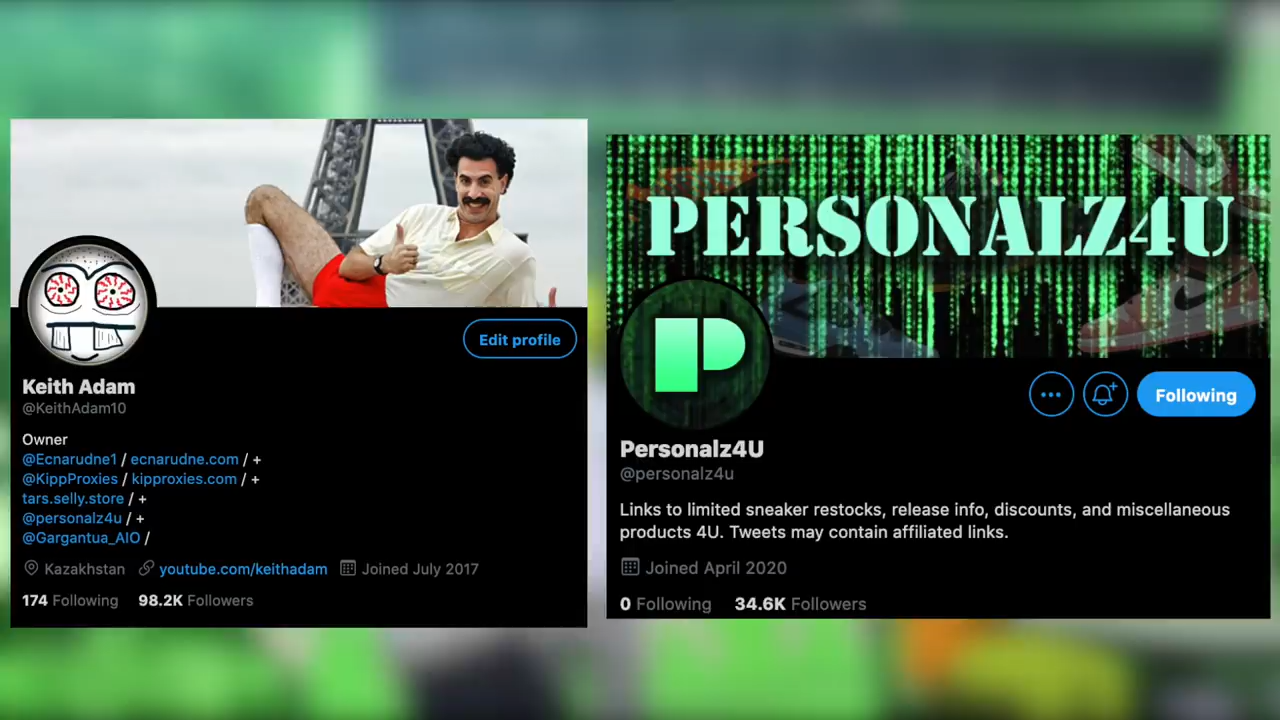 Edit profile
Keith Adam
@KeithAdam10
Owner
@Ecnarudne1 / ecnarudne.com / +
@KippProxies / kipproxies.com / +
tars.selly.store / +
@personalz4u / +
@Gargantua_AIO /
Kazakhstan youtube.com/keithadam Joined July 2017
174 Following 98.2K Followers
PERSONALZ4U
P
Following
Personalz4U
@personalz4u
Links to limited sneaker restocks, release info, discounts, and miscellaneous
products 4U. Tweets may contain affiliated links.
Joined April 2020
0 Following 34.6K Followers